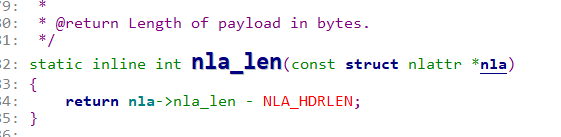 79: *
80: * @return Length of payload in bytes.
81: */
82: static inline int nla_len(const struct nlattr *nla)
83: {
84: return nla->nla_len - NLA_HDRLEN;
85: }